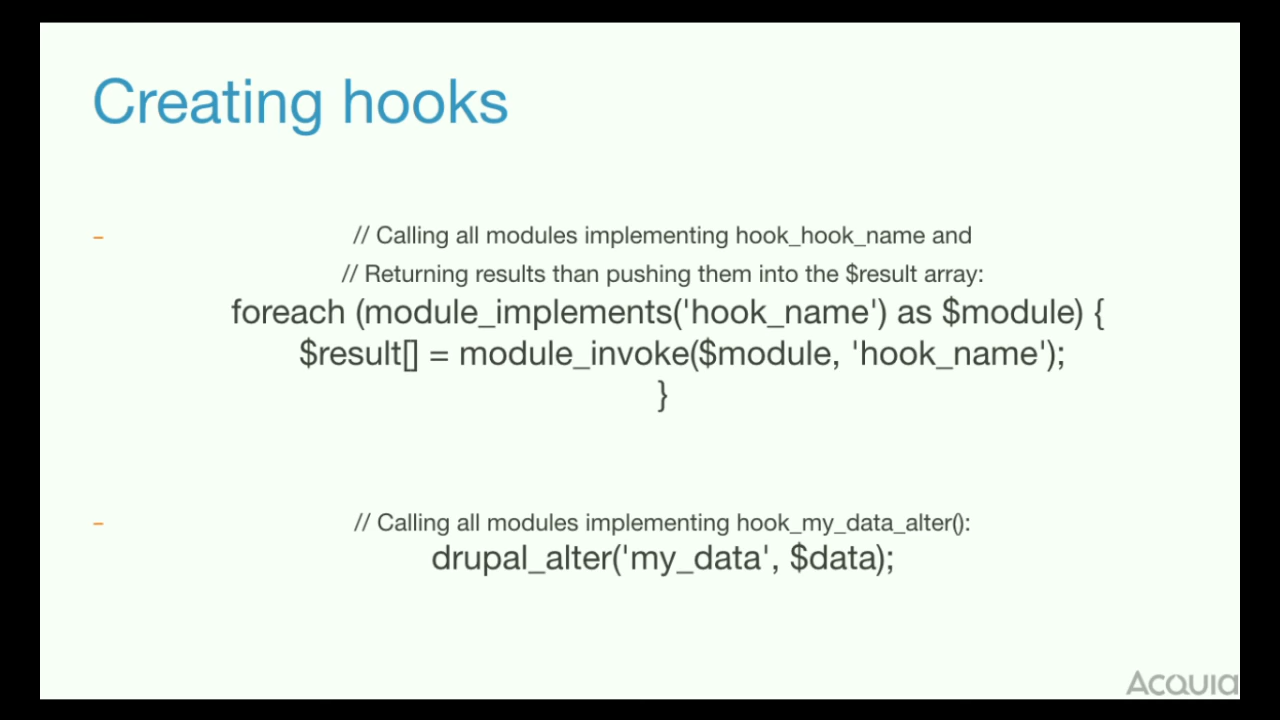 Creating hooks
- // Calling all modules implementing hook_hook_name and
// Returning results than pushing them into the $result array:
foreach (module_implements('hook_name') as $module) {
$result[] = module_invoke($module, 'hook_name');
}
- // Calling all modules implementing hook_my_data_alter():
drupal_alter('my_data', $data);
Acquia